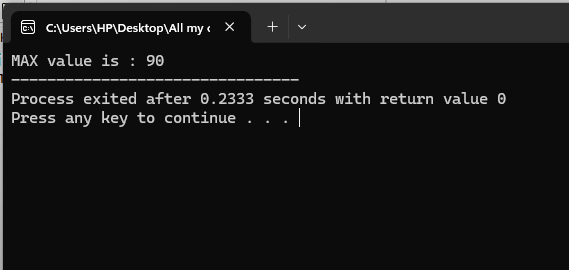 C:\Users\HP\Desktop\All my c
MAX value is : 90
--------------------------------
Process exited after 0.2333 seconds with return value 0
Press any key to continue . . .